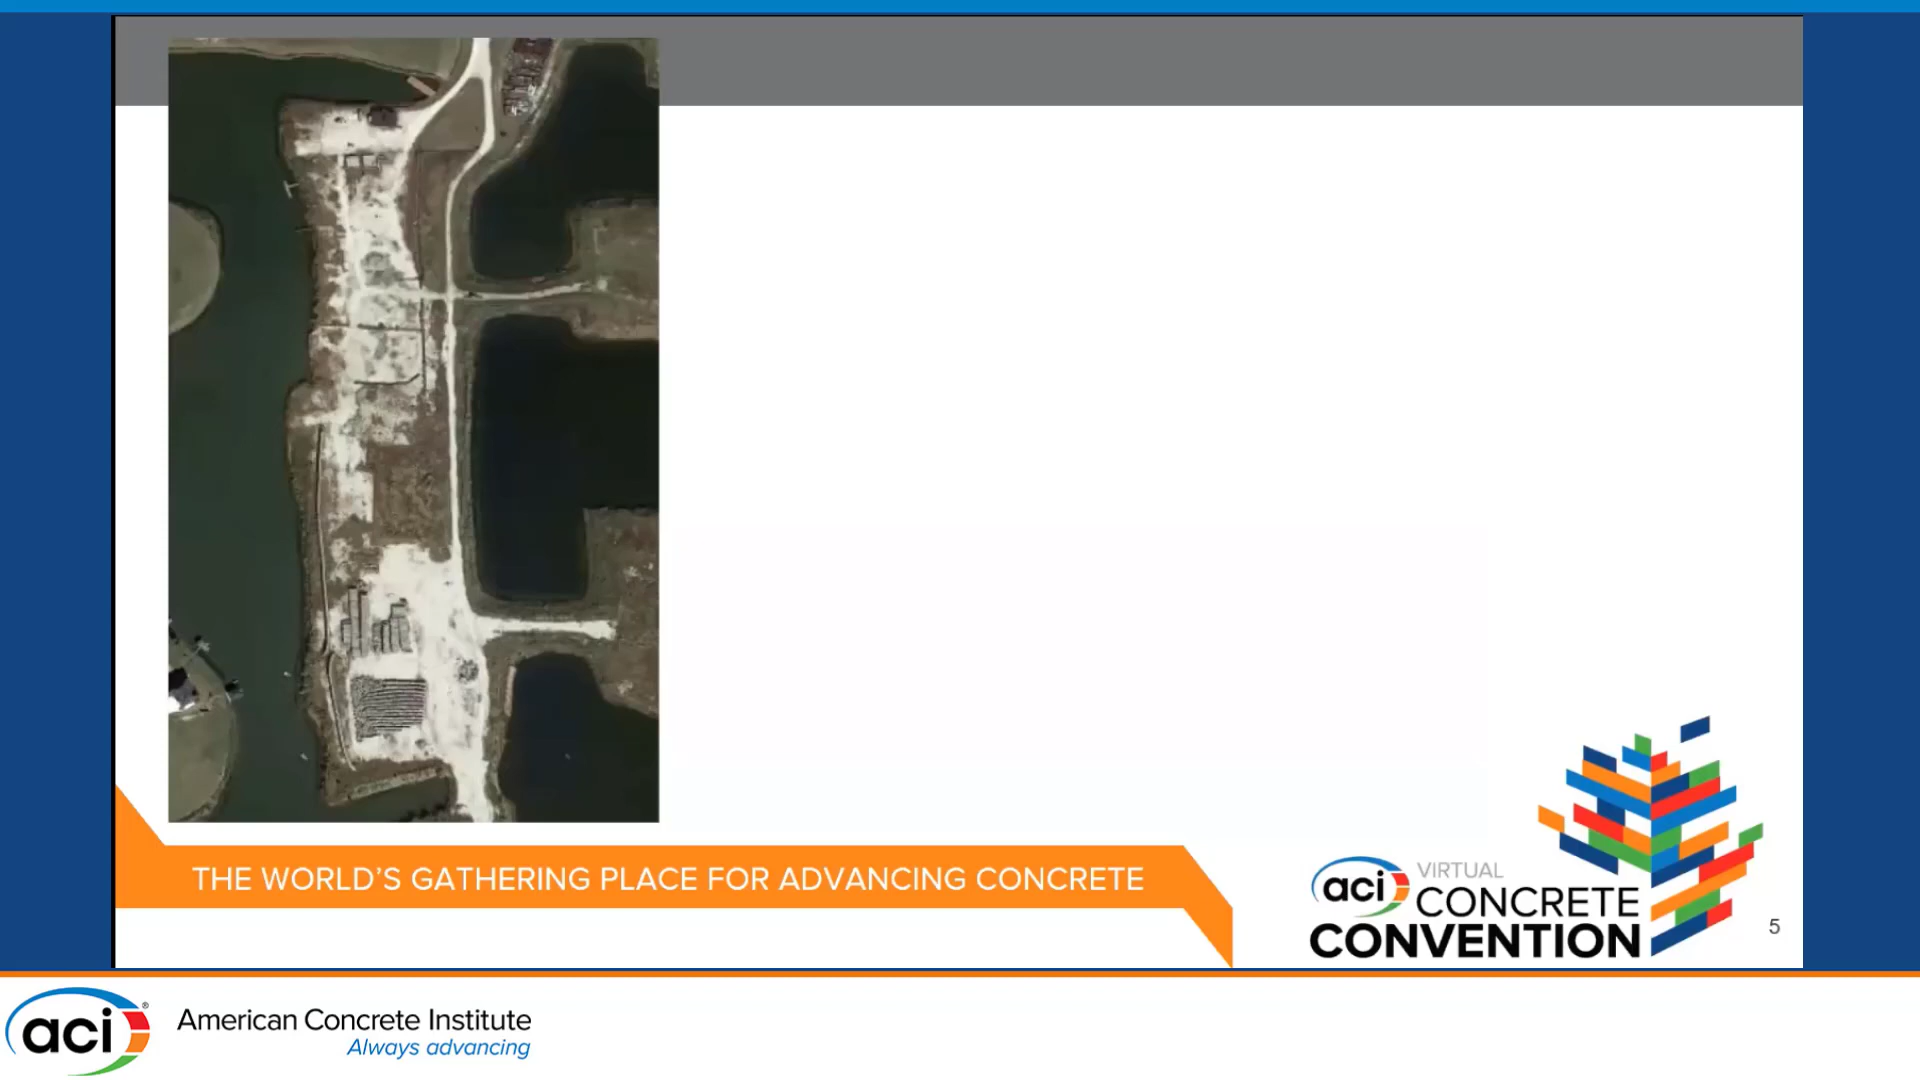 THE WORLD'S GATHERING PLACE FOR ADVANCING CONCRETE
aci VIRTUAL
CONCRETE
CONVENTION
5
aci ® American Concrete Institute
Always advancing